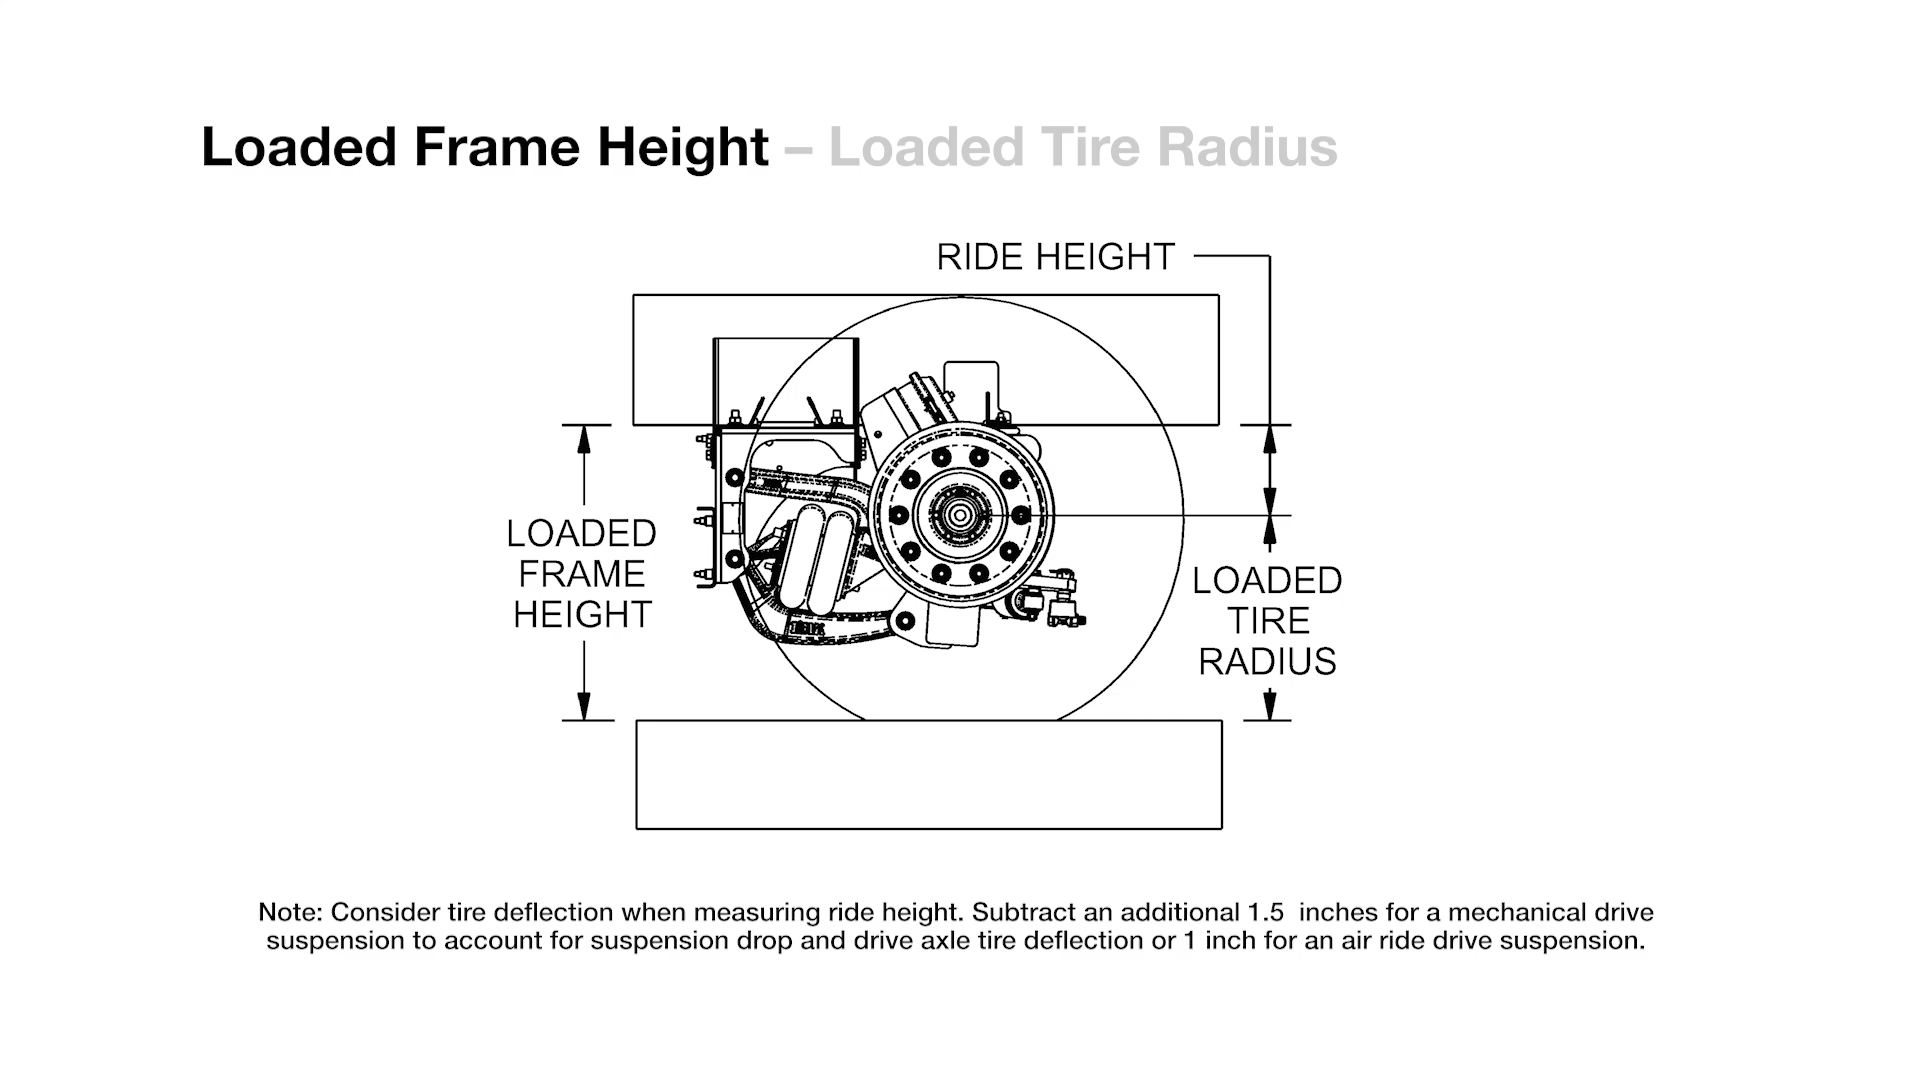 Loaded Frame Height – Loaded Tire Radius
RIDE HEIGHT
LOADED
FRAME
HEIGHT
LOADED
TIRE
RADIUS
Note: Consider tire deflection when measuring ride height. Subtract an additional 1.5  inches for a mechanical drive
suspension to account for suspension drop and drive axle tire deflection or 1 inch for an air ride drive suspension.